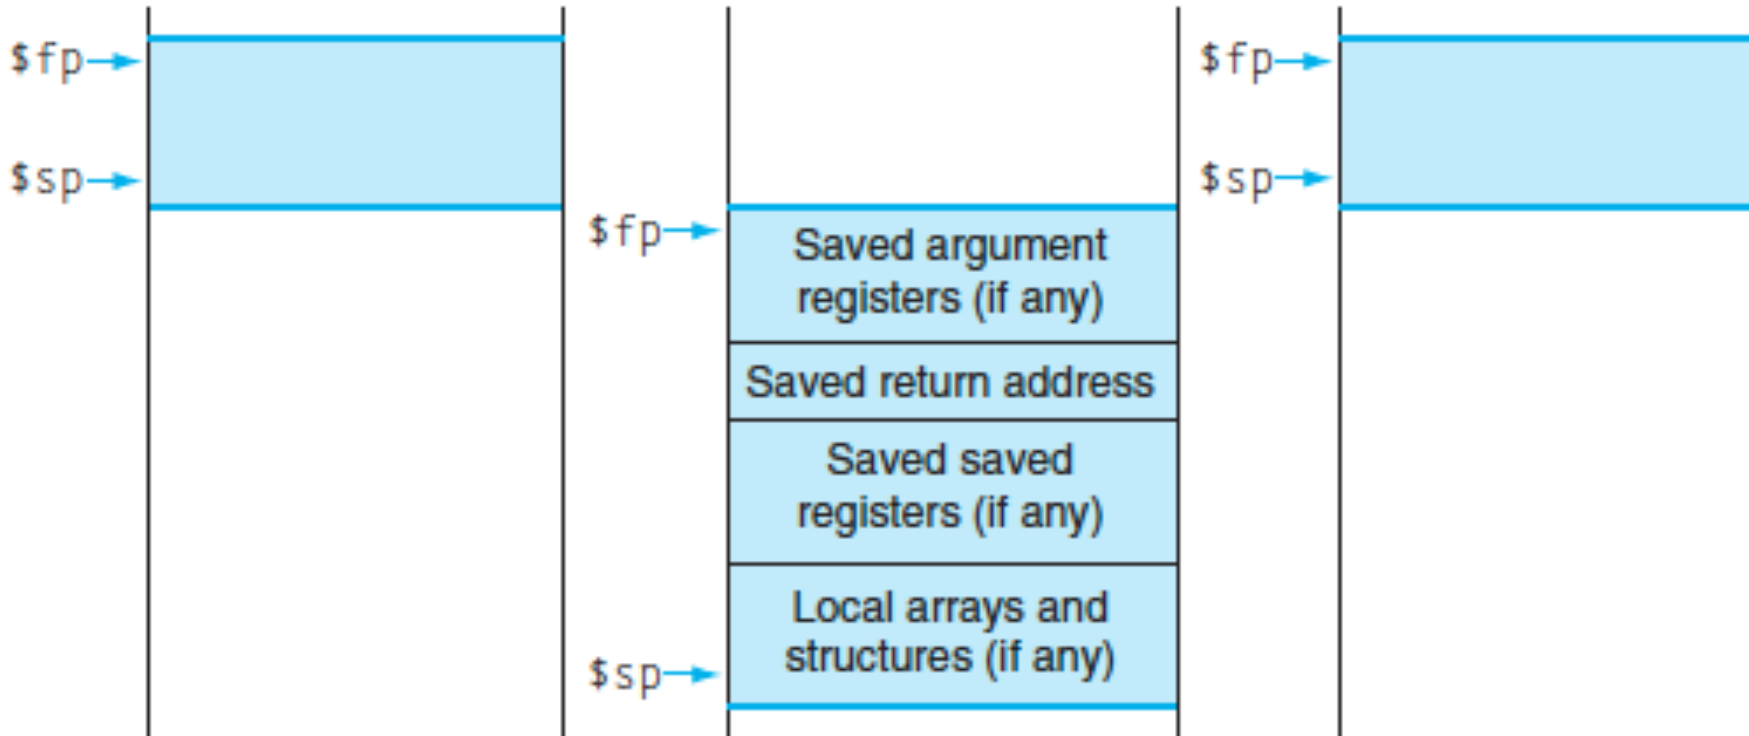 $fp
$sp
$fp
Saved argument
registers (if any)
Saved return address
Saved saved
registers (if any)
Local arrays and
structures (if any)
$sp
$fp
$sp